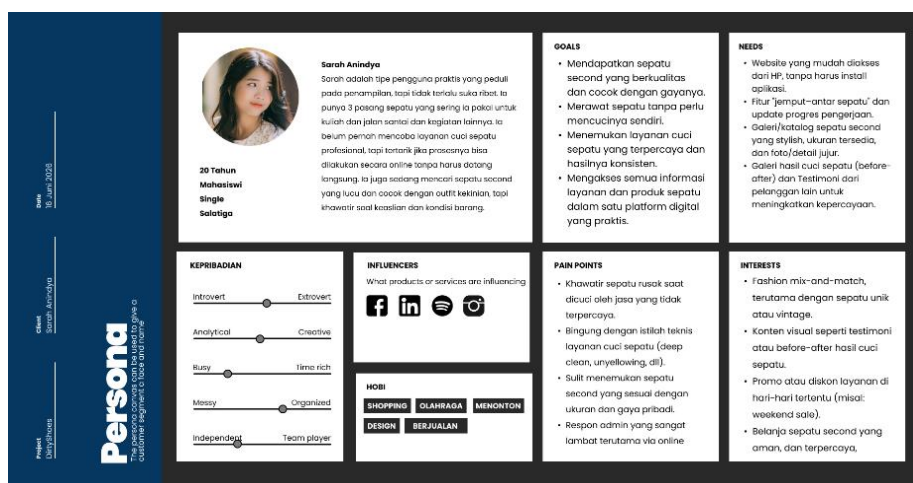 Project
DirtyShoes
Client
Sarah Anindya
Date
16 Juni 2026
Persona
The persona canvas can be used to give a
customer segment a face and name
20 Tahun
Mahasiswi
Single
Salatiga
Sarah Anindya
Sarah adalah tipe pengguna praktis yang peduli
pada penampilan, tapi tidak terlalu suka ribet. Ia
punya 3 pasang sepatu yang sering ia pakai untuk
kuliah dan jalan santai dan kegiatan lainnya. Ia
belum pernah mencoba layanan cuci sepatu
profesional, tapi tertarik jika prosesnya bisa
dilakukan secara online tanpa harus datang
langsung. Ia juga sedang mencari sepatu second
yang lucu dan cocok dengan outfit kekinian, tapi
khawatir soal keaslian dan kondisi barang.
GOALS
• Mendapatkan sepatu
second yang berkualitas
dan cocok dengan gayanya.
• Merawat sepatu tanpa perlu
mencucinya sendiri.
• Menemukan layanan cuci
sepatu yang terpercaya dan
hasilnya konsisten.
• Mengakses semua informasi
layanan dan produk sepatu
dalam satu platform digital
yang praktis.
NEEDS
• Website yang mudah diakses
dari HP, tanpa harus install
aplikasi.
• Fitur "jemput-antar sepatu" dan
update progres pengerjaan.
• Galeri/katalog sepatu second
yang stylish, ukuran tersedia,
dan foto/detail jujur.
• Galeri hasil cuci sepatu (before-
after) dan Testimoni dari
pelanggan lain untuk
meningkatkan kepercayaan.
KEPRIBADIAN
Introvert Extrovert
Analytical Creative
Busy Time rich
Messy Organized
Independent Team player
INFLUENCERS
What products or services are influencing
HOBI
SHOPPING OLAHRAGA MENONTON
DESIGN BERJUALAN
PAIN POINTS
• Khawatir sepatu rusak saat
dicuci oleh jasa yang tidak
terpercaya.
• Bingung dengan istilah teknis
layanan cuci sepatu (deep
clean, unyellowing, dll).
• Sulit menemukan sepatu
second yang sesuai dengan
ukuran dan gaya pribadi.
• Respon admin yang sangat
lambat terutama via online
INTERESTS
• Fashion mix-and-match,
terutama dengan sepatu unik
atau vintage.
• Konten visual seperti testimoni
atau before-after hasil cuci
sepatu.
• Promo atau diskon layanan di
hari-hari tertentu (misal:
weekend sale).
• Belanja sepatu second yang
aman, dan terpercaya,